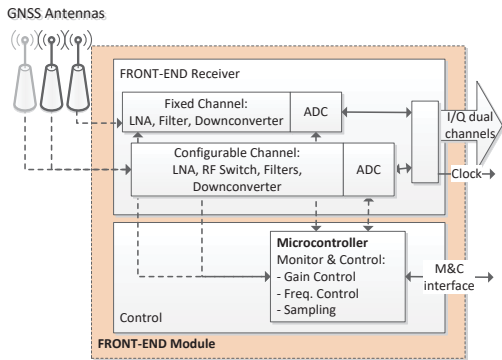 GNSS Antennas
FRONT-END Receiver
Fixed Channel:
LNA, Filter, Downconverter
ADC
I/Q dual
channels
Configurable Channel:
LNA, RF Switch, Filters,
Downconverter
ADC
Clock
Microcontroller
Monitor & Control:
- Gain Control
- Freq. Control
- Sampling
M&C
interface
Control
FRONT-END Module